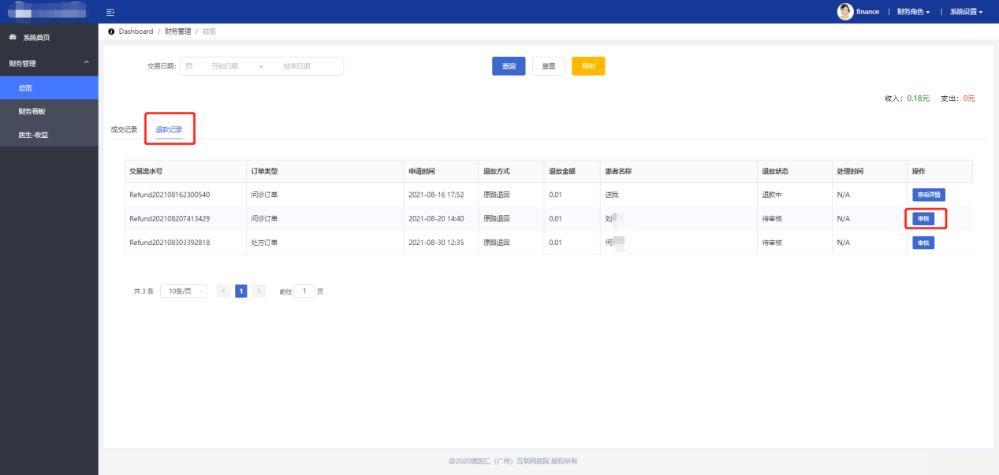 finance | 财务角色 | 系统设置
系统首页
Dashboard / 财务管理 / 总览
财务管理
总览
财务看板
医生-收益
交易日期: 开始日期 - 结束日期 查询 重置 导出
收入: 0.18元 支出: 0元
成交记录 退款记录
交易流水号 订单类型 申请时间 退款方式 退款金额 患者名称 退款状态 处理时间 操作
Refund202108162300540 问诊订单 2021-08-16 17:52 原路退回 0.01 送我 退款中 N/A 查看详情
Refund202108207413429 问诊订单 2021-08-20 14:40 原路退回 0.01 刘 待审核 N/A 审核
Refund202108303392818 处方订单 2021-08-30 12:35 原路退回 0.01 何 待审核 N/A 审核
共 3 条 10条/页 < 1 > 前往 1 页
@2020德医汇（广州）互联网医院 版权所有